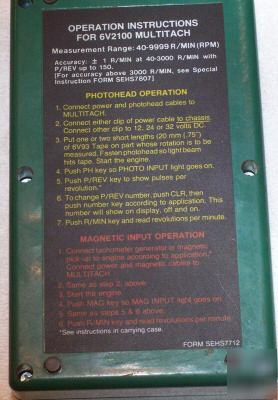 OPERATION INSTRUCTIONS
FOR 6V2100 MULTITACH
Measurement Range: 40-9999 R/MIN (RPM)
Accuracy: ± 1 R/MIN at 40-3000 R/MIN with
P/REV up to 150.
(For accuracy above 3000 R/MIN, see Special
Instruction FORM SEHS7807)
PHOTOHEAD OPERATION
1. Connect power and photohead cables to
MULTITACH.
2. Connect either clip of power cable to chassis.
Connect other clip to 12, 24 or 32 volts DC.
3. Put one or two short lengths (20 mm (.75")
of 6V93 Tape on part whose rotation is to be
measured. Fasten photohead so light beam
hits tape. Start the engine.
4. Push PH key so PHOTO INPUT light goes on.
5. Push P/REV key to show pulses per
revolution.*
6. To change P/REV number, push CLR, then
push number key according to application. This
number will show on display, off and on.
7. Push R/MIN key and read revolutions per minute.
MAGNETIC INPUT OPERATION
1. Connect tachometer generator or magnetic
pick-up to engine according to application.*
Connect power and magnetic cables to
MULTITACH.
2. Same as step 2, above.
3. Start the engine.
4. Push MAG key so MAG INPUT light goes on.
5. Same as steps 5 & 6 above.
6. Push R/MIN key and read revolutions per minute.
*See instructions in carrying case.
FORM SEHS7712